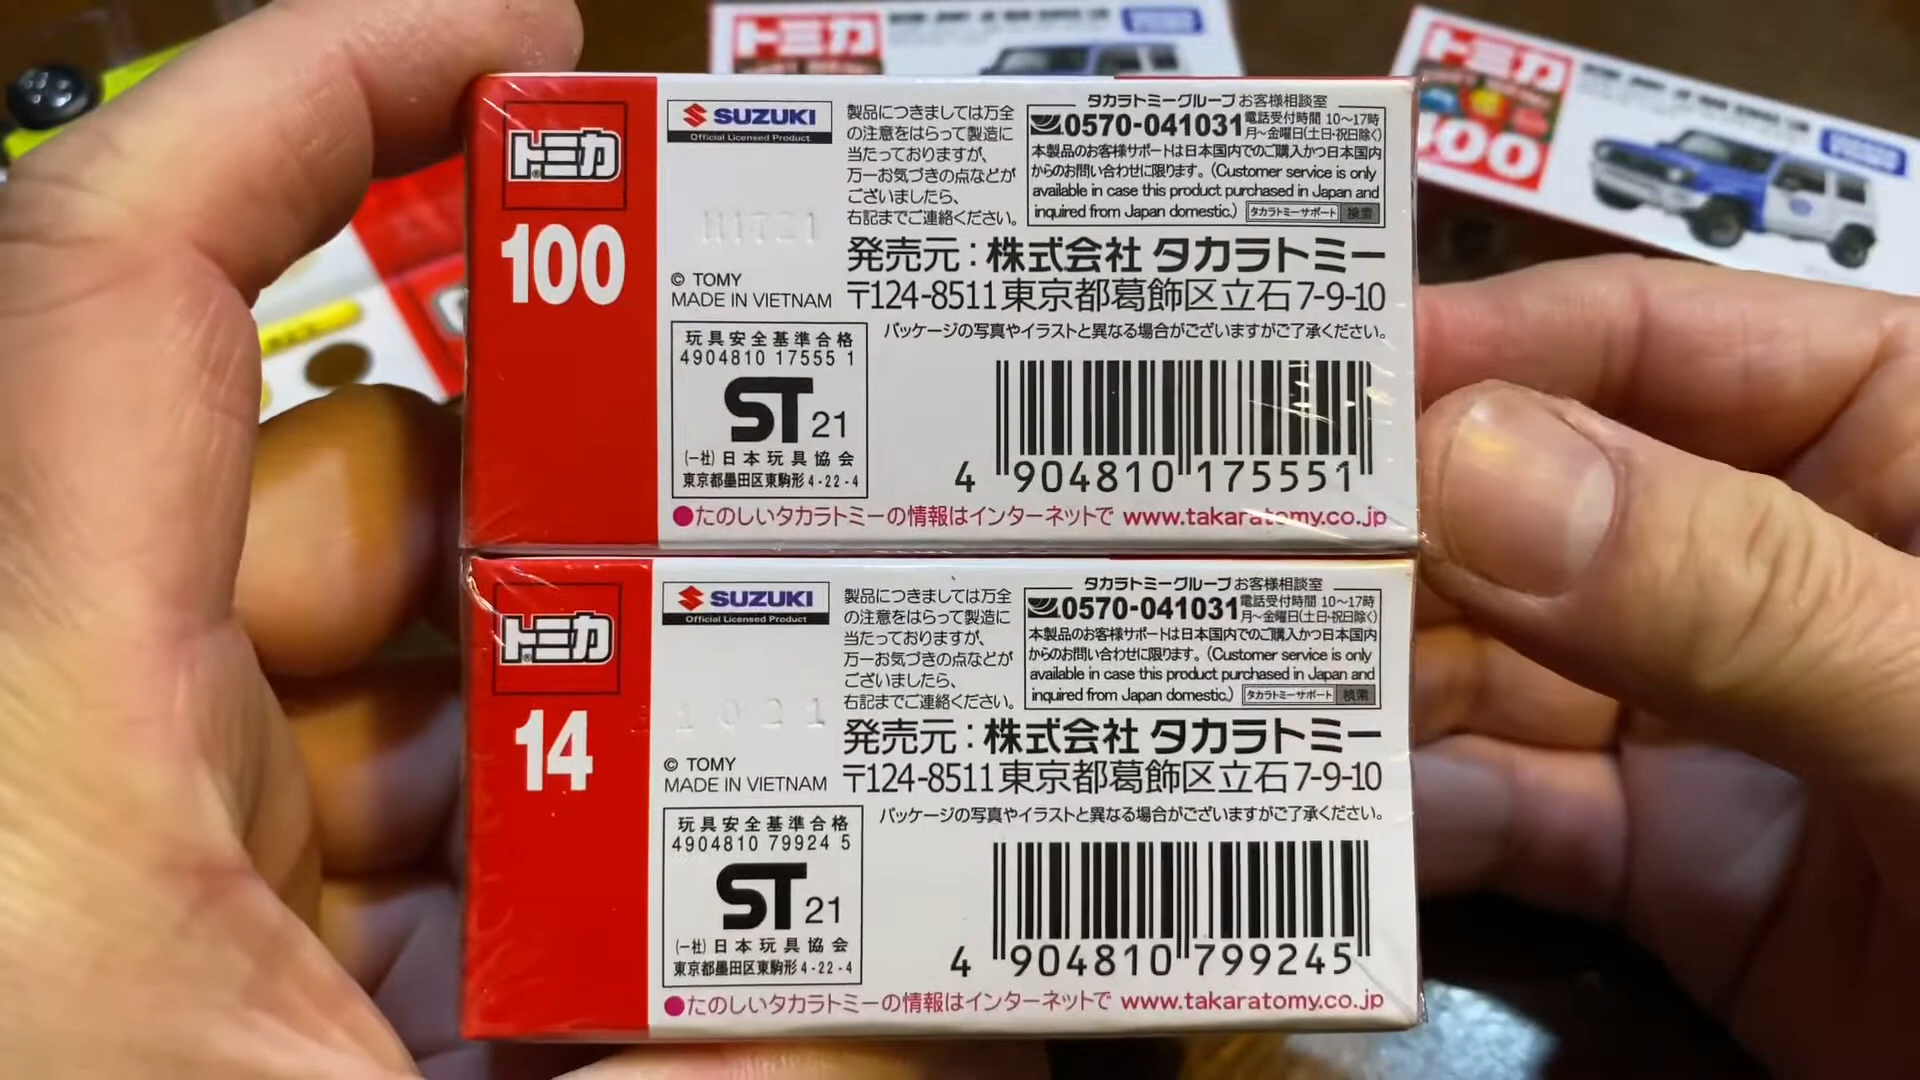 トミカ
トミカ
100
トミカ
100
SUZUKI
Official Licensed Product
© TOMY
MADE IN VIETNAM
製品につきましては万全
の注意をはらって製造に
当たっておりますが、
万一お気づきの点などが
ございましたら、
右記までご連絡ください。
タカラトミーグループ お客様相談室
0570-041031 電話受付時間 10～17時
月～金曜日(土日・祝日除く)
本製品のお客様サポートは日本国内でのご購入かつ日本国内
からのお問い合わせに限ります。(Customer service is only
available in case this product purchased in Japan and
inquired from Japan domestic.) タカラトミーサポート 検索
発売元：株式会社 タカラトミー
〒124-8511 東京都葛飾区立石 7-9-10
パッケージの写真やイラストと異なる場合がございますがご了承ください。
玩具安全基準合格
4904810 17555 1
ST 21
(一社) 日本玩具協会
東京都墨田区東駒形 4-22-4
4 904810 175551
●たのしいタカラトミーの情報はインターネットで www.takaratomy.co.jp
トミカ
14
SUZUKI
Official Licensed Product
1021
© TOMY
MADE IN VIETNAM
製品につきましては万全
の注意をはらって製造に
当たっておりますが、
万一お気づきの点などが
ございましたら、
右記までご連絡ください。
タカラトミーグループ お客様相談室
0570-041031 電話受付時間 10～17時
月～金曜日(土日・祝日除く)
本製品のお客様サポートは日本国内でのご購入かつ日本国内
からのお問い合わせに限ります。(Customer service is only
available in case this product purchased in Japan and
inquired from Japan domestic.) タカラトミーサポート 検索
発売元：株式会社 タカラトミー
〒124-8511 東京都葛飾区立石 7-9-10
パッケージの写真やイラストと異なる場合がございますがご了承ください。
玩具安全基準合格
4904810 79924 5
ST 21
(一社) 日本玩具協会
東京都墨田区東駒形 4-22-4
4 904810 799245
●たのしいタカラトミーの情報はインターネットで www.takaratomy.co.jp